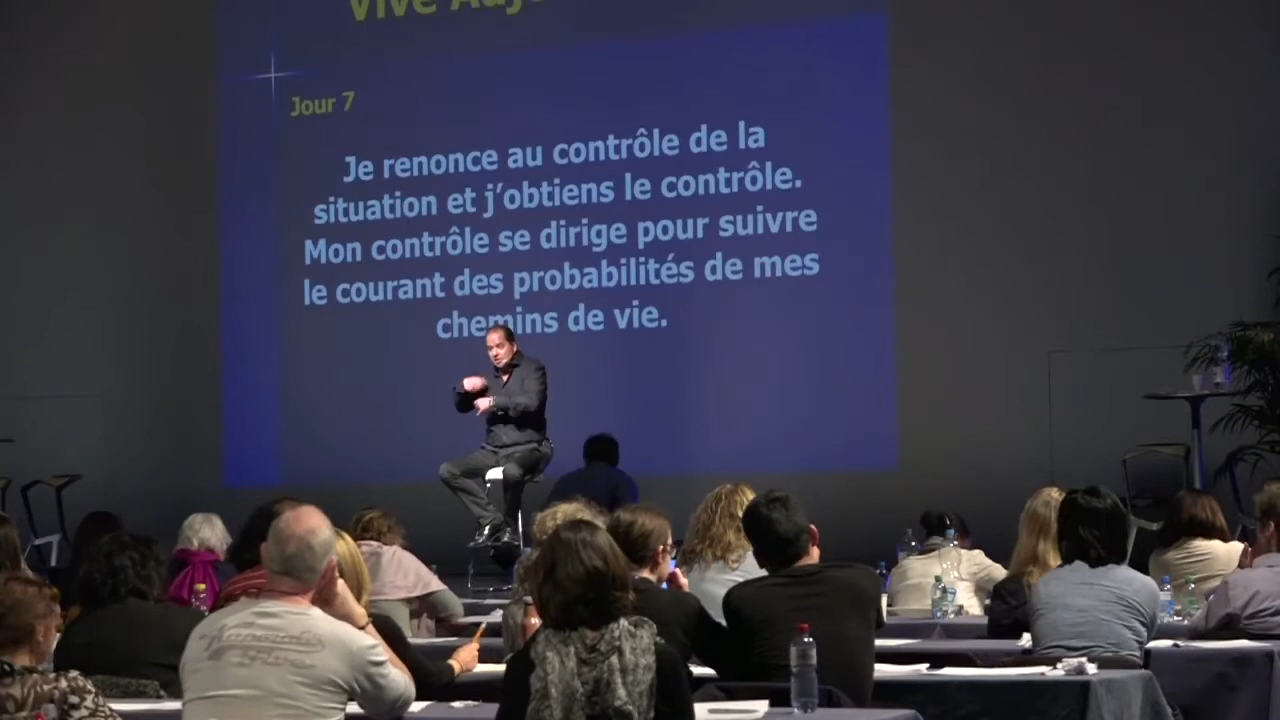 Vive
Jour 7
Je renonce au contrôle de la
situation et j'obtiens le contrôle.
Mon contrôle se dirige pour suivre
le courant des probabilités de mes
chemins de vie.